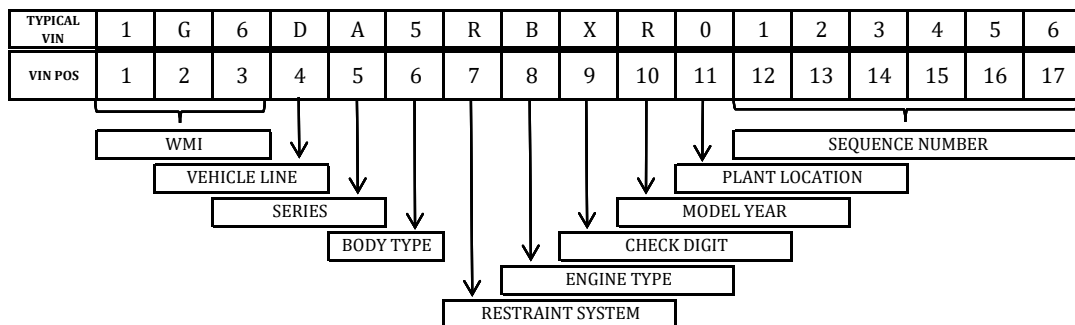 TYPICAL VIN 1 G 6 D A 5 R B X R 0 1 2 3 4 5 6
VIN POS 1 2 3 4 5 6 7 8 9 10 11 12 13 14 15 16 17
WMI SEQUENCE NUMBER
VEHICLE LINE PLANT LOCATION
SERIES MODEL YEAR
BODY TYPE CHECK DIGIT
ENGINE TYPE
RESTRAINT SYSTEM